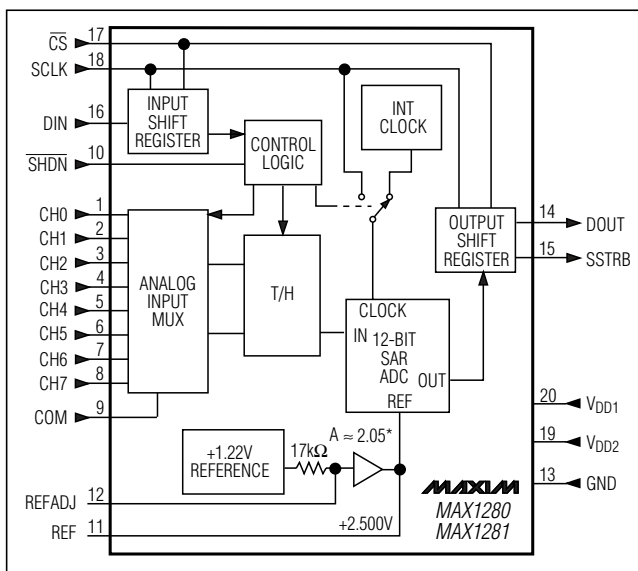 CS 17
SCLK 18
DIN 16
SHDN 10
CH0 1
CH1 2
CH2 3
CH3 4
CH4 5
CH5 6
CH6 7
CH7 8
COM 9
REFADJ 12
REF 11
INPUT
SHIFT
REGISTER
CONTROL
LOGIC
INT
CLOCK
ANALOG
INPUT
MUX
T/H
CLOCK
IN
12-BIT
SAR
ADC
OUT
REF
OUTPUT
SHIFT
REGISTER
14 DOUT
15 SSTRB
20 VDD1
19 VDD2
13 GND
+1.22V
REFERENCE
17kΩ
A ≈ 2.05*
+2.500V
MAXIM
MAX1280
MAX1281